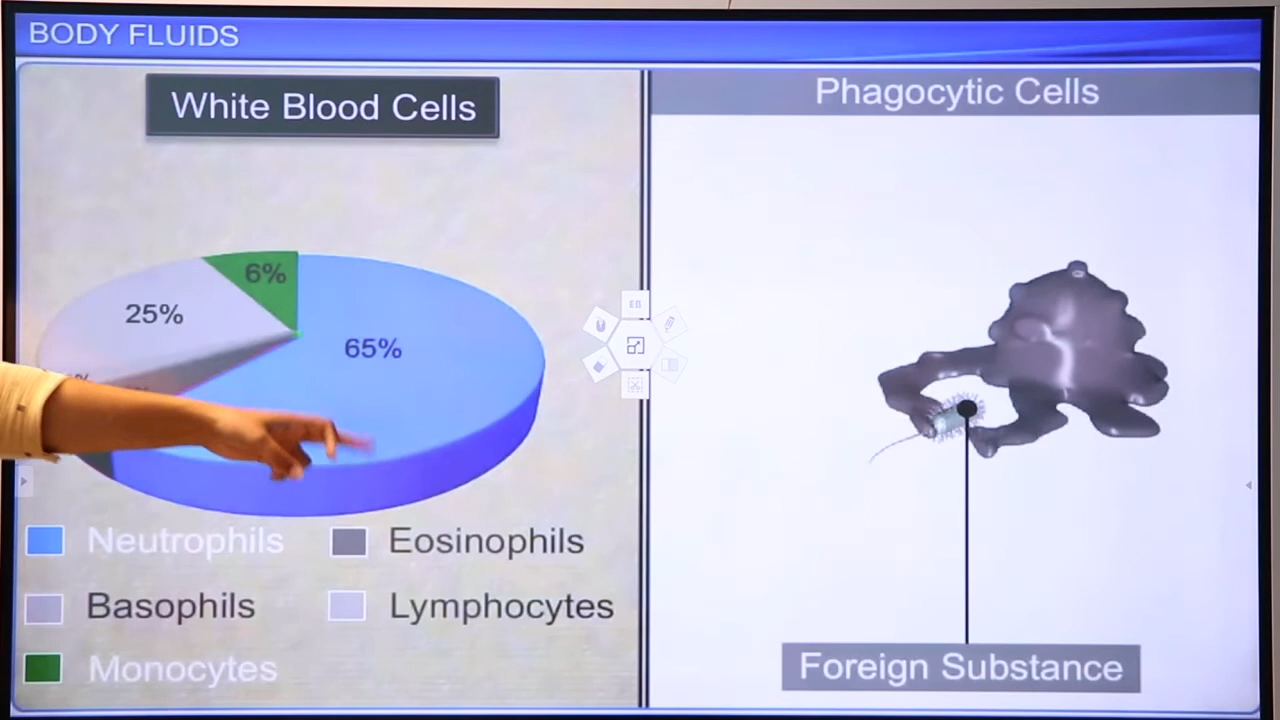 BODY FLUIDS
White Blood Cells
6%
25%
65%
Neutrophils
Eosinophils
Basophils
Lymphocytes
Monocytes
Phagocytic Cells
Foreign Substance